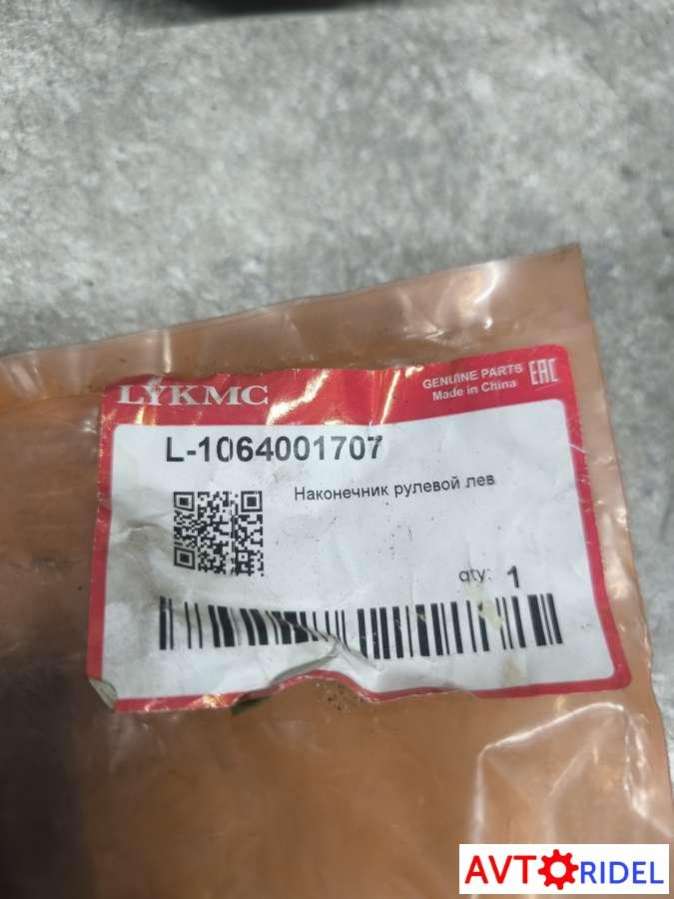 LYKMC
GENUINE PARTS
Made in China
EAC
L-1064001707
Наконечник рулевой лев
qty: 1
AVTORIDEL